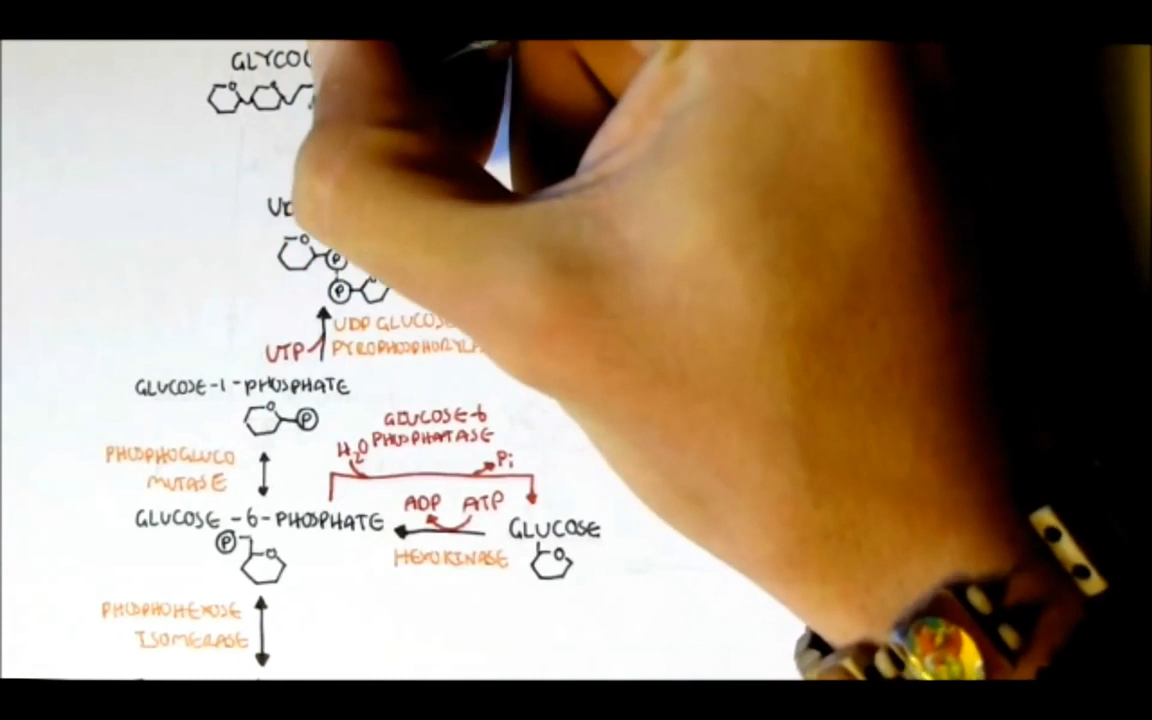 GLYCO
UD
P
P
UDP GLUCOSE
UTP PYROPHOSPHORYLA
GLUCOSE-1-PHOSPHATE
P
GLUCOSE-6
PHOSPHATASE
PHOSPHOGLUCO
MUTASE
H2O
Pi
ADP ATP
GLUCOSE-6-PHOSPHATE
GLUCOSE
P
HEXOKINASE
PHOSPHOHEXOSE
ISOMERASE